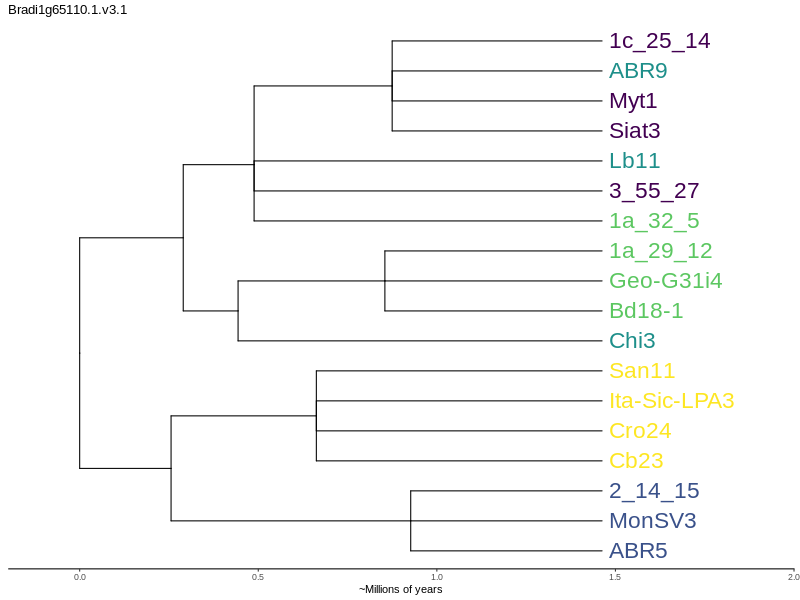 Bradi1g65110.1.v3.1
1c_25_14
ABR9
Myt1
Siat3
Lb11
3_55_27
1a_32_5
1a_29_12
Geo-G31i4
Bd18-1
Chi3
San11
Ita-Sic-LPA3
Cro24
Cb23
2_14_15
MonSV3
ABR5
0.0 0.5 1.0 1.5 2.0
~Millions of years